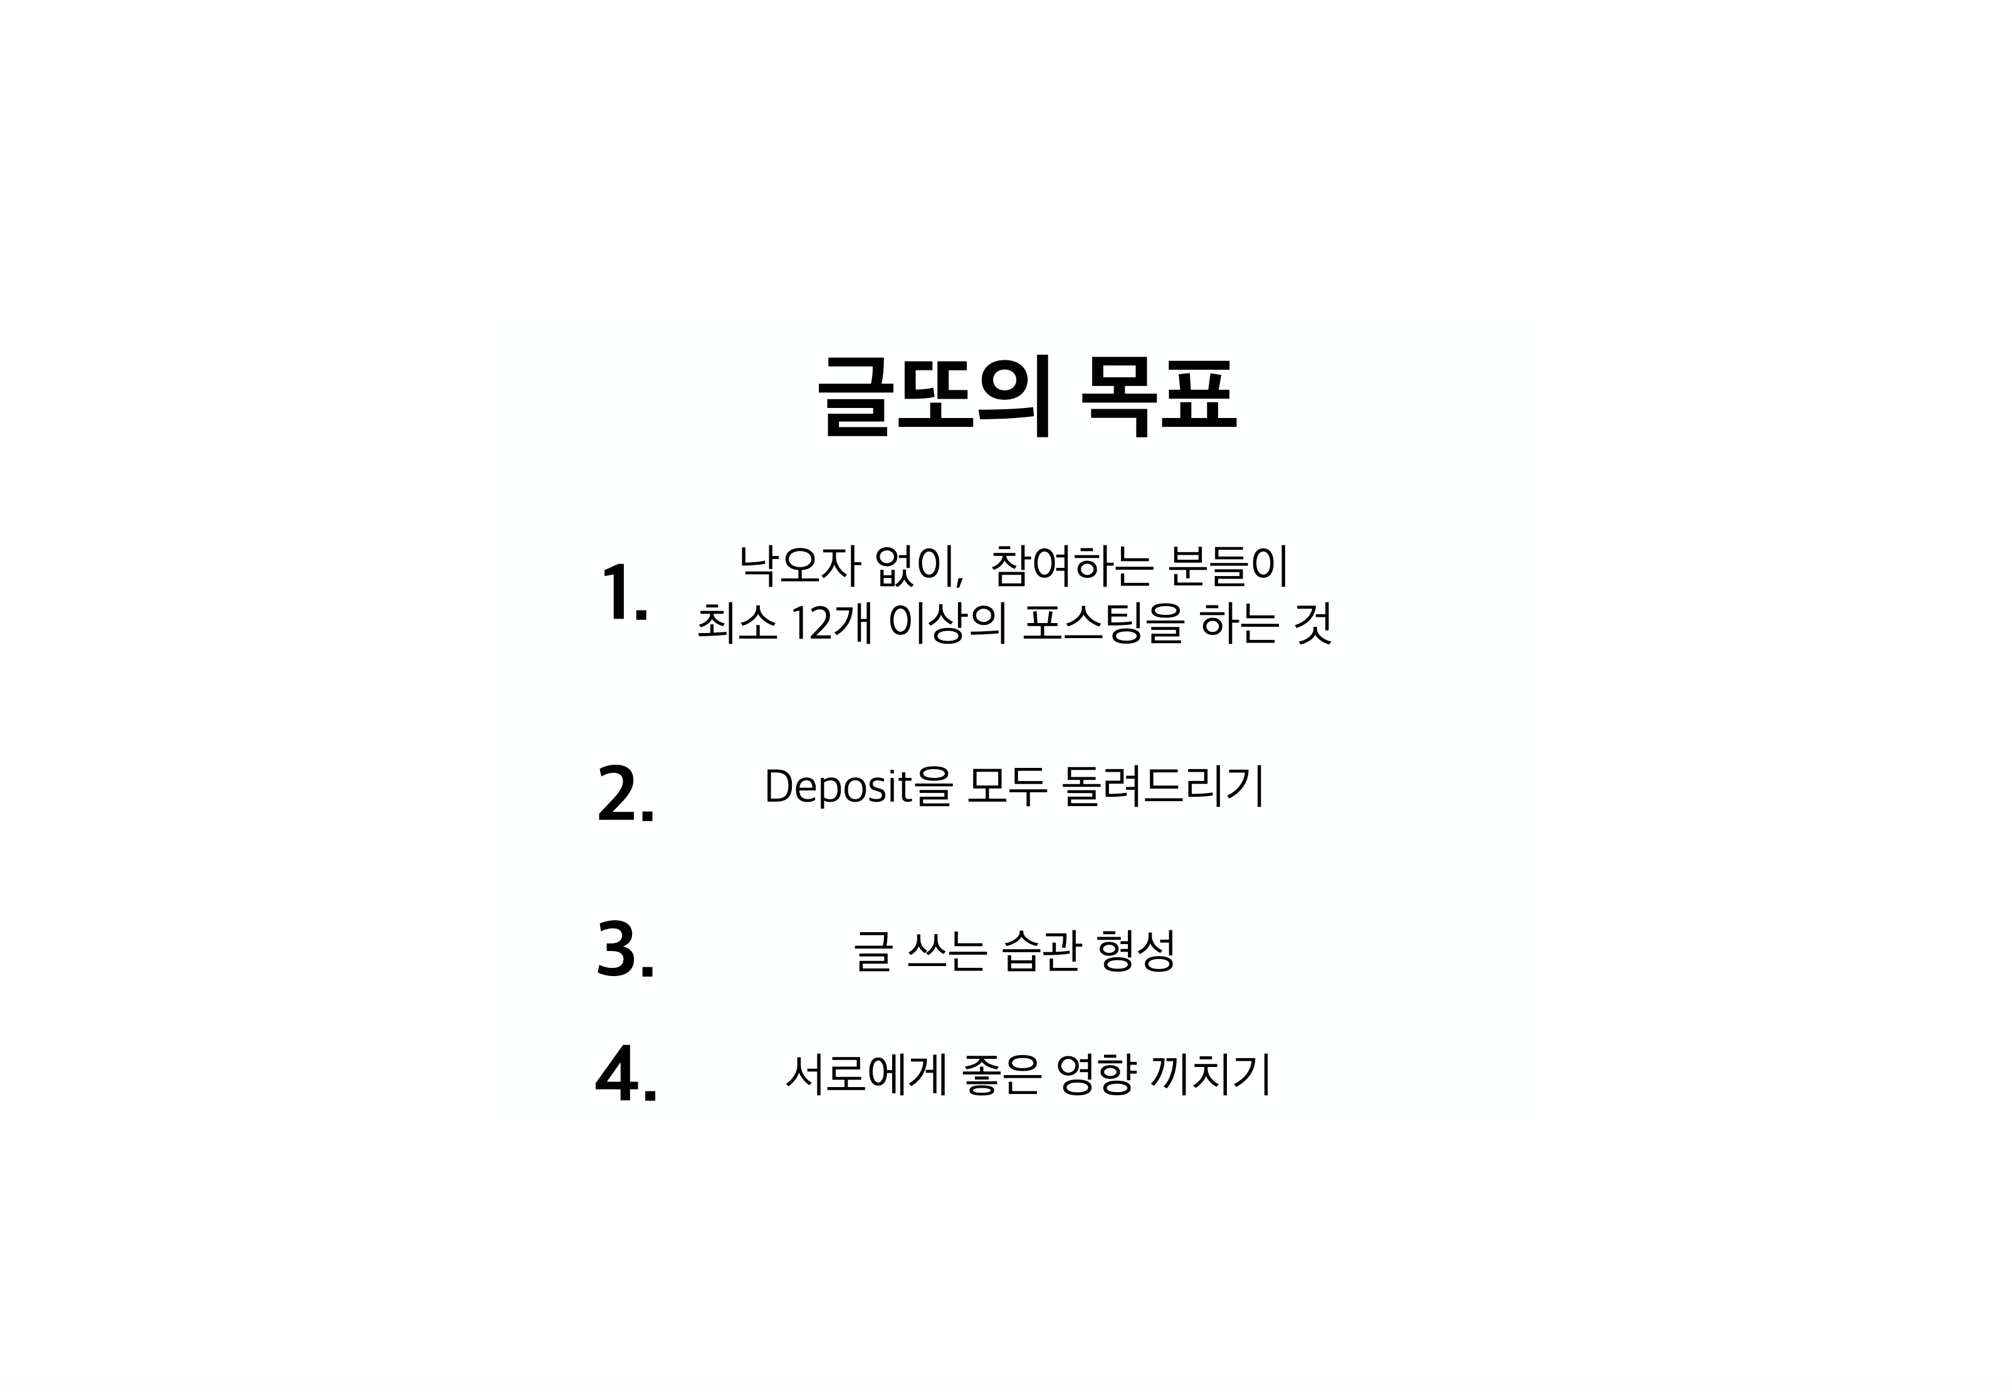 글또의 목표
1. 낙오자 없이, 참여하는 분들이
최소 12개 이상의 포스팅을 하는 것
2. Deposit을 모두 돌려드리기
3. 글 쓰는 습관 형성
4. 서로에게 좋은 영향 끼치기